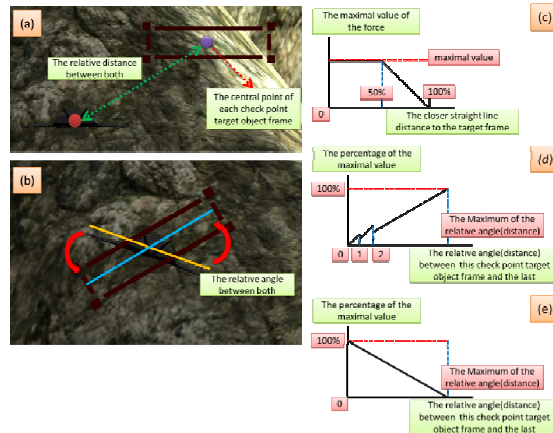 (a)
The relative distance
between both
The central point of
each check point
target object frame
(b)
The relative angle
between both
The maximal value of
the force
(c)
maximal value
50%
100%
0
The closer straight line
distance to the target frame
The percentage of the
maximal value
(d)
100%
The Maximum of the
relative angle(distance)
0
1
2
The relative angle(distance)
between this check point target
object frame and the last
The percentage of the
maximal value
(e)
100%
The Maximum of the
relative angle(distance)
0
The relative angle(distance)
between this check point target
object frame and the last